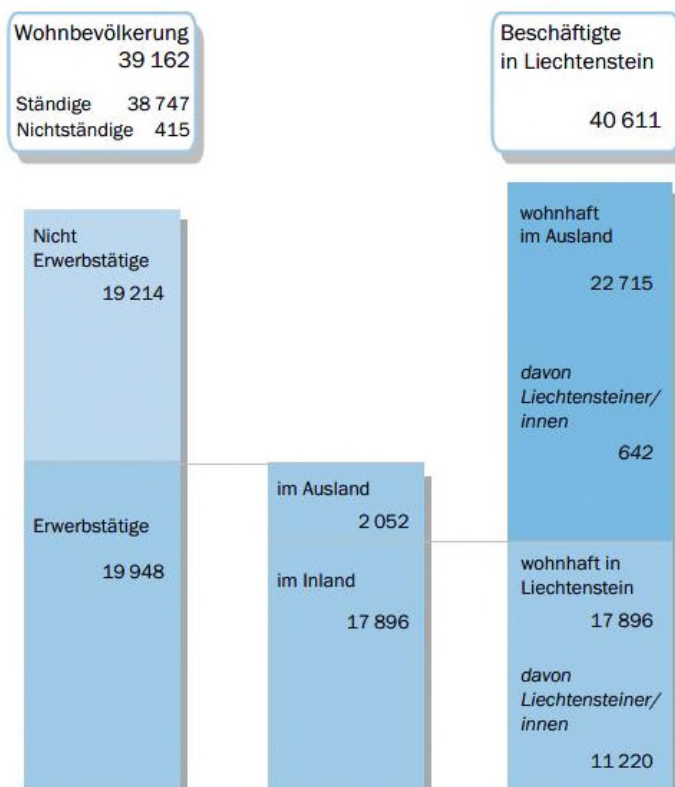 Wohnbevölkerung
39 162
Ständige 38 747
Nichtständige 415
Beschäftigte
in Liechtenstein
40 611
Nicht
Erwerbstätige
19 214
Erwerbstätige
19 948
im Ausland
2 052
im Inland
17 896
wohnhaft
im Ausland
22 715
davon
Liechtensteiner/
innen
642
wohnhaft in
Liechtenstein
17 896
davon
Liechtensteiner/
innen
11 220